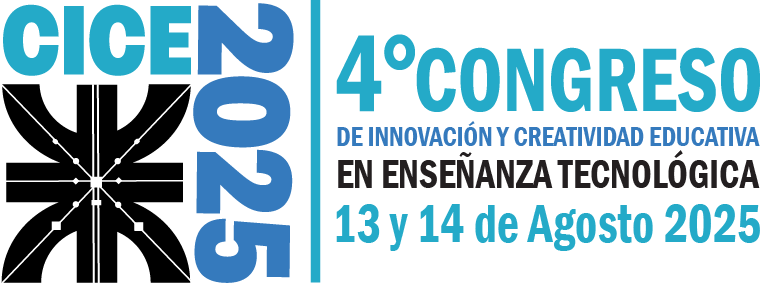 CICE
2025
4°CONGRESO
DE INNOVACIÓN Y CREATIVIDAD EDUCATIVA
EN ENSEÑANZA TECNOLÓGICA
13 y 14 de Agosto 2025